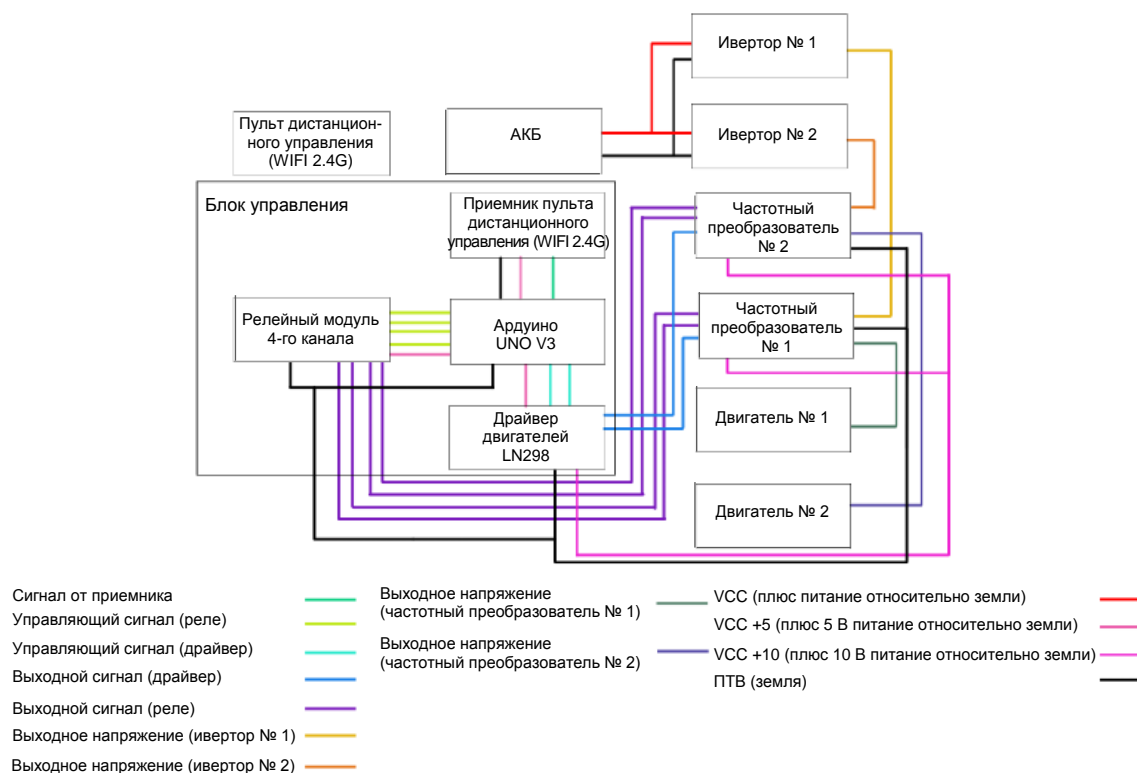 Ивертор № 1
Пульт дистанцион-
ного управления
(WIFI 2.4G)
АКБ
Ивертор № 2
Блок управления
Приемник пульта
дистанционного
управления (WIFI 2.4G)
Частотный
преобразователь
№ 2
Релейный модуль
4-го канала
Ардуино
UNO V3
Частотный
преобразователь
№ 1
Драйвер
двигателей
LN298
Двигатель № 1
Двигатель № 2
Сигнал от приемника
Управляющий сигнал (реле)
Управляющий сигнал (драйвер)
Выходной сигнал (драйвер)
Выходной сигнал (реле)
Выходное напряжение (ивертор № 1)
Выходное напряжение (ивертор № 2)
Выходное напряжение
(частотный преобразователь № 1)
Выходное напряжение
(частотный преобразователь № 2)
VCC (плюс питание относительно земли)
VCC +5 (плюс 5 В питание относительно земли)
VCC +10 (плюс 10 В питание относительно земли)
ПТВ (земля)